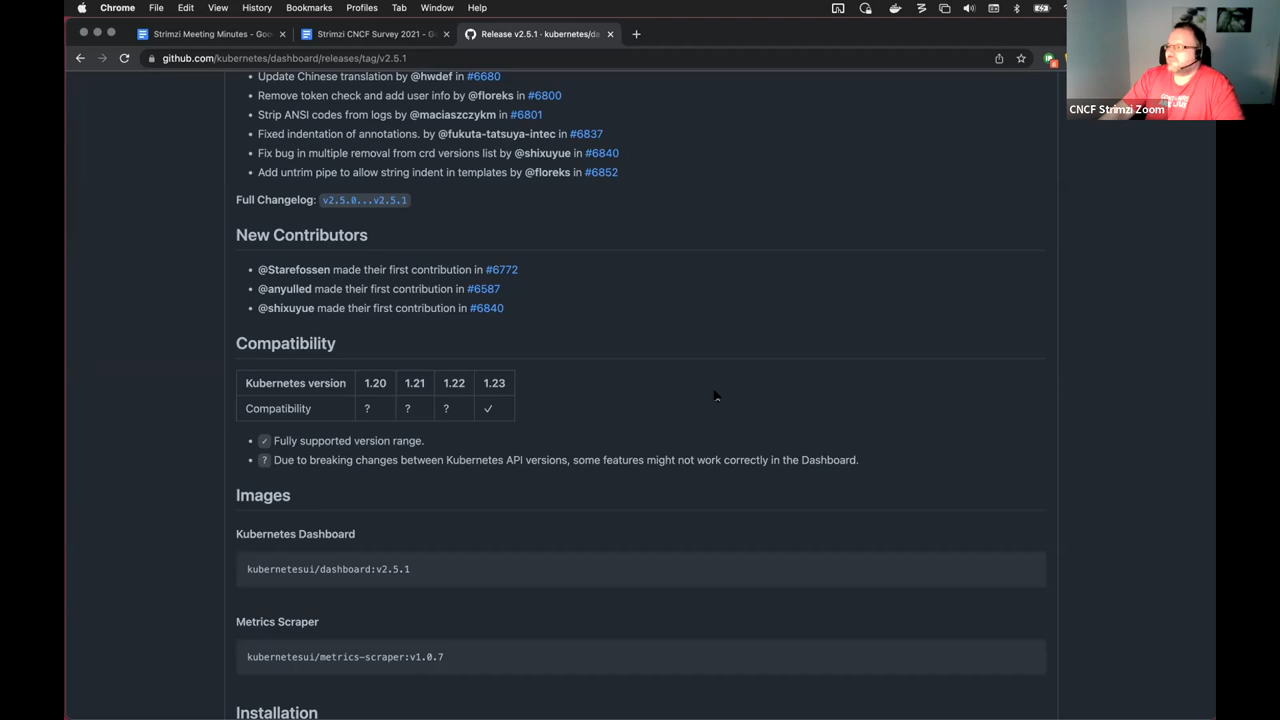 Chrome File Edit View History Bookmarks Profiles Tab Window Help
Strimzi Meeting Minutes - Goo
Strimzi CNCF Survey 2021 - G
Release v2.5.1 · kubernetes/da
github.com/kubernetes/dashboard/releases/tag/v2.5.1
CNCF Strimzi Zoom
• Update Chinese translation by @hwdef in #6680
• Remove token check and add user info by @floreks in #6800
• Strip ANSI codes from logs by @maciaszczykm in #6801
• Fixed indentation of annotations. by @fukuta-tatsuya-intec in #6837
• Fix bug in multiple removal from crd versions list by @shixuyue in #6840
• Add untrim pipe to allow string indent in templates by @floreks in #6852
Full Changelog: v2.5.0...v2.5.1
New Contributors
• @Starefossen made their first contribution in #6772
• @anyulled made their first contribution in #6587
• @shixuyue made their first contribution in #6840
Compatibility
Kubernetes version 1.20 1.21 1.22 1.23
Compatibility ? ? ? ✓
• ✓ Fully supported version range.
• ? Due to breaking changes between Kubernetes API versions, some features might not work correctly in the Dashboard.
Images
Kubernetes Dashboard
kubernetesui/dashboard:v2.5.1
Metrics Scraper
kubernetesui/metrics-scraper:v1.0.7
Installation